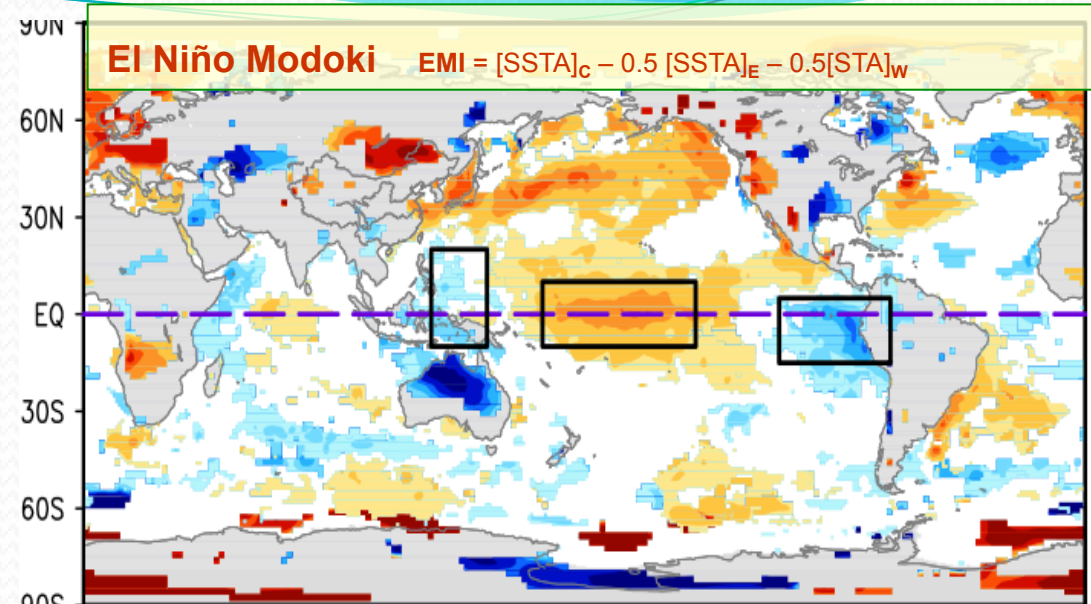 90N
El Niño Modoki EMI = [SSTA]C – 0.5 [SSTA]E – 0.5[STA]W
60N
30N
EQ
30S
60S
90S